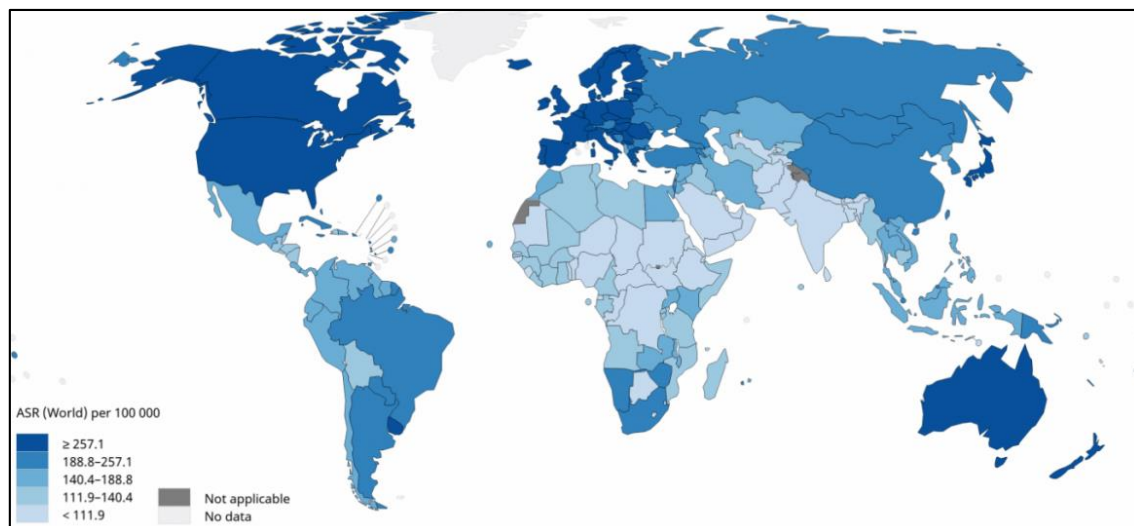 ASR (World) per 100 000
≥ 257.1
188.8–257.1
140.4–188.8
111.9–140.4
< 111.9
Not applicable
No data